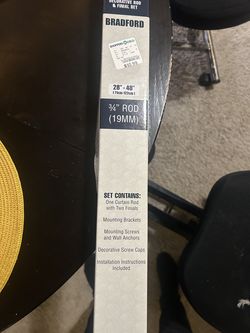 DECORATIVE ROD
& FINIAL SET
BRADFORD
28" - 48"
¾" ROD
(19MM)
SET CONTAINS:
One Curtain Rod
with Two Finials
Mounting Brackets
Mounting Screws
and Wall Anchors
Decorative Screw Caps
Installation Instructions
Included